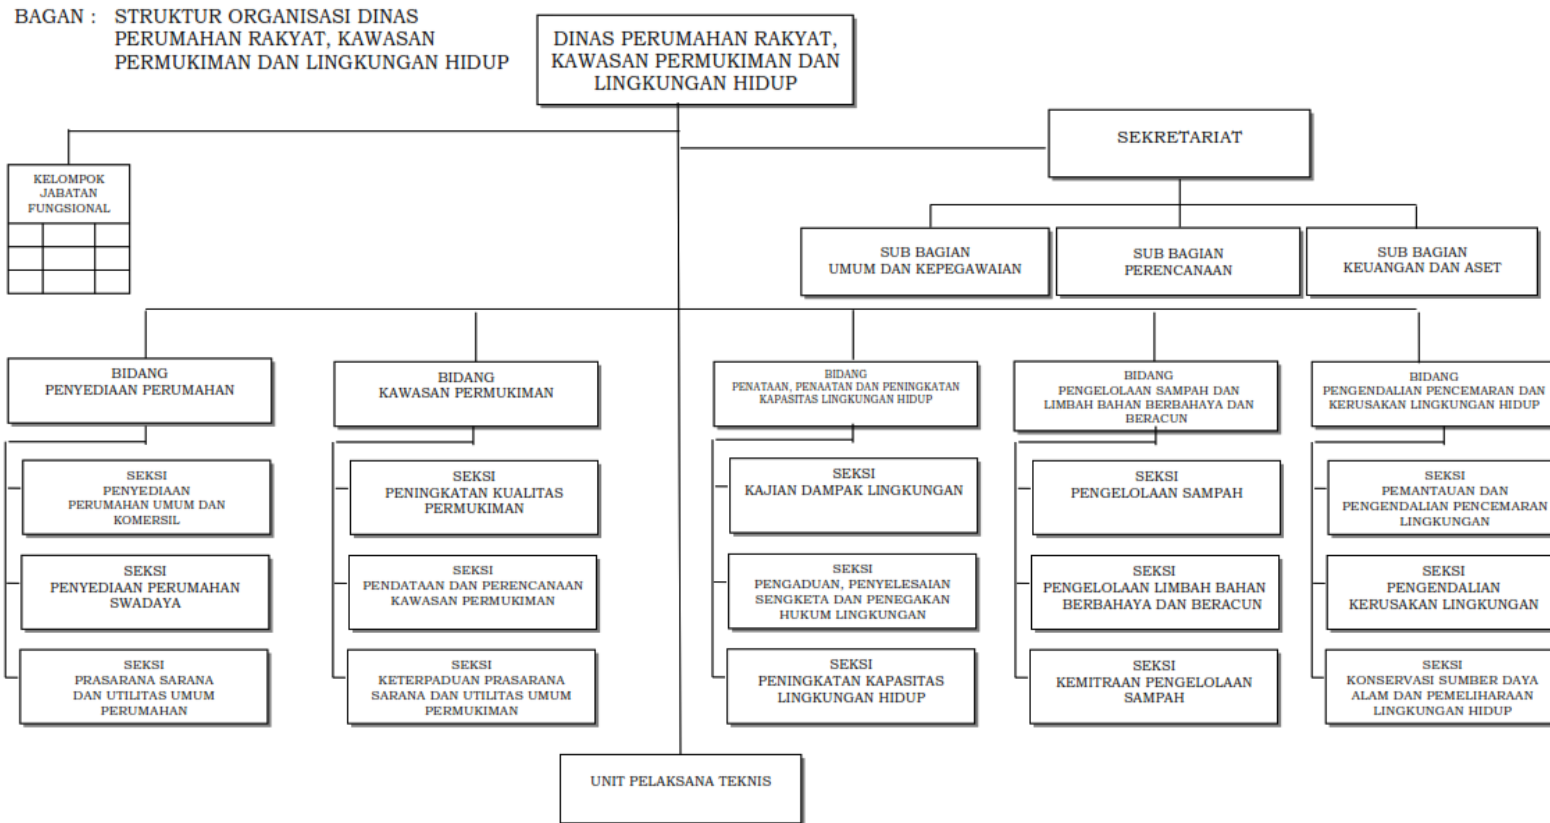 BAGAN : STRUKTUR ORGANISASI DINAS
PERUMAHAN RAKYAT, KAWASAN
PERMUKIMAN DAN LINGKUNGAN HIDUP
DINAS PERUMAHAN RAKYAT,
KAWASAN PERMUKIMAN DAN
LINGKUNGAN HIDUP
SEKRETARIAT
KELOMPOK
JABATAN
FUNGSIONAL
SUB BAGIAN
UMUM DAN KEPEGAWAIAN
SUB BAGIAN
PERENCANAAN
SUB BAGIAN
KEUANGAN DAN ASET
BIDANG
PENYEDIAAN PERUMAHAN
BIDANG
KAWASAN PERMUKIMAN
BIDANG
PENATAAN, PENAATAN DAN PENINGKATAN
KAPASITAS LINGKUNGAN HIDUP
BIDANG
PENGELOLAAN SAMPAH DAN
LIMBAH BAHAN BERBAHAYA DAN
BERACUN
BIDANG
PENGENDALIAN PENCEMARAN DAN
KERUSAKAN LINGKUNGAN HIDUP
SEKSI
PENYEDIAAN
PERUMAHAN UMUM DAN
KOMERSIL
SEKSI
PENINGKATAN KUALITAS
PERMUKIMAN
SEKSI
KAJIAN DAMPAK LINGKUNGAN
SEKSI
PENGELOLAAN SAMPAH
SEKSI
PEMANTAUAN DAN
PENGENDALIAN PENCEMARAN
LINGKUNGAN
SEKSI
PENYEDIAAN PERUMAHAN
SWADAYA
SEKSI
PENDATAAN DAN PERENCANAAN
KAWASAN PERMUKIMAN
SEKSI
PENGADUAN, PENYELESAIAN
SENGKETA DAN PENEGAKAN
HUKUM LINGKUNGAN
SEKSI
PENGELOLAAN LIMBAH BAHAN
BERBAHAYA DAN BERACUN
SEKSI
PENGENDALIAN
KERUSAKAN LINGKUNGAN
SEKSI
PRASARANA SARANA
DAN UTILITAS UMUM
PERUMAHAN
SEKSI
KETERPADUAN PRASARANA
SARANA DAN UTILITAS UMUM
PERMUKIMAN
SEKSI
PENINGKATAN KAPASITAS
LINGKUNGAN HIDUP
SEKSI
KEMITRAAN PENGELOLAAN
SAMPAH
SEKSI
KONSERVASI SUMBER DAYA
ALAM DAN PEMELIHARAAN
LINGKUNGAN HIDUP
UNIT PELAKSANA TEKNIS